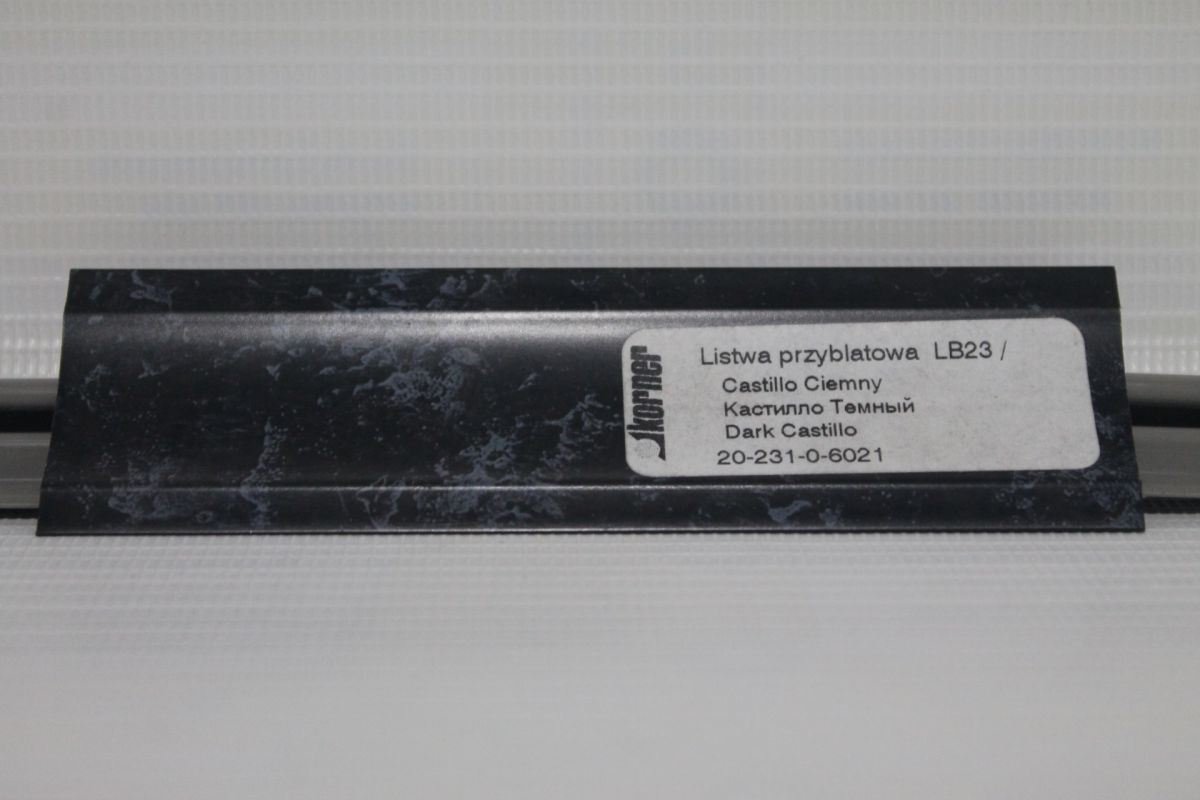 korner
Listwa przyblatowa LB23 /
Castillo Ciemny
Кастилло Темный
Dark Castillo
20-231-0-6021